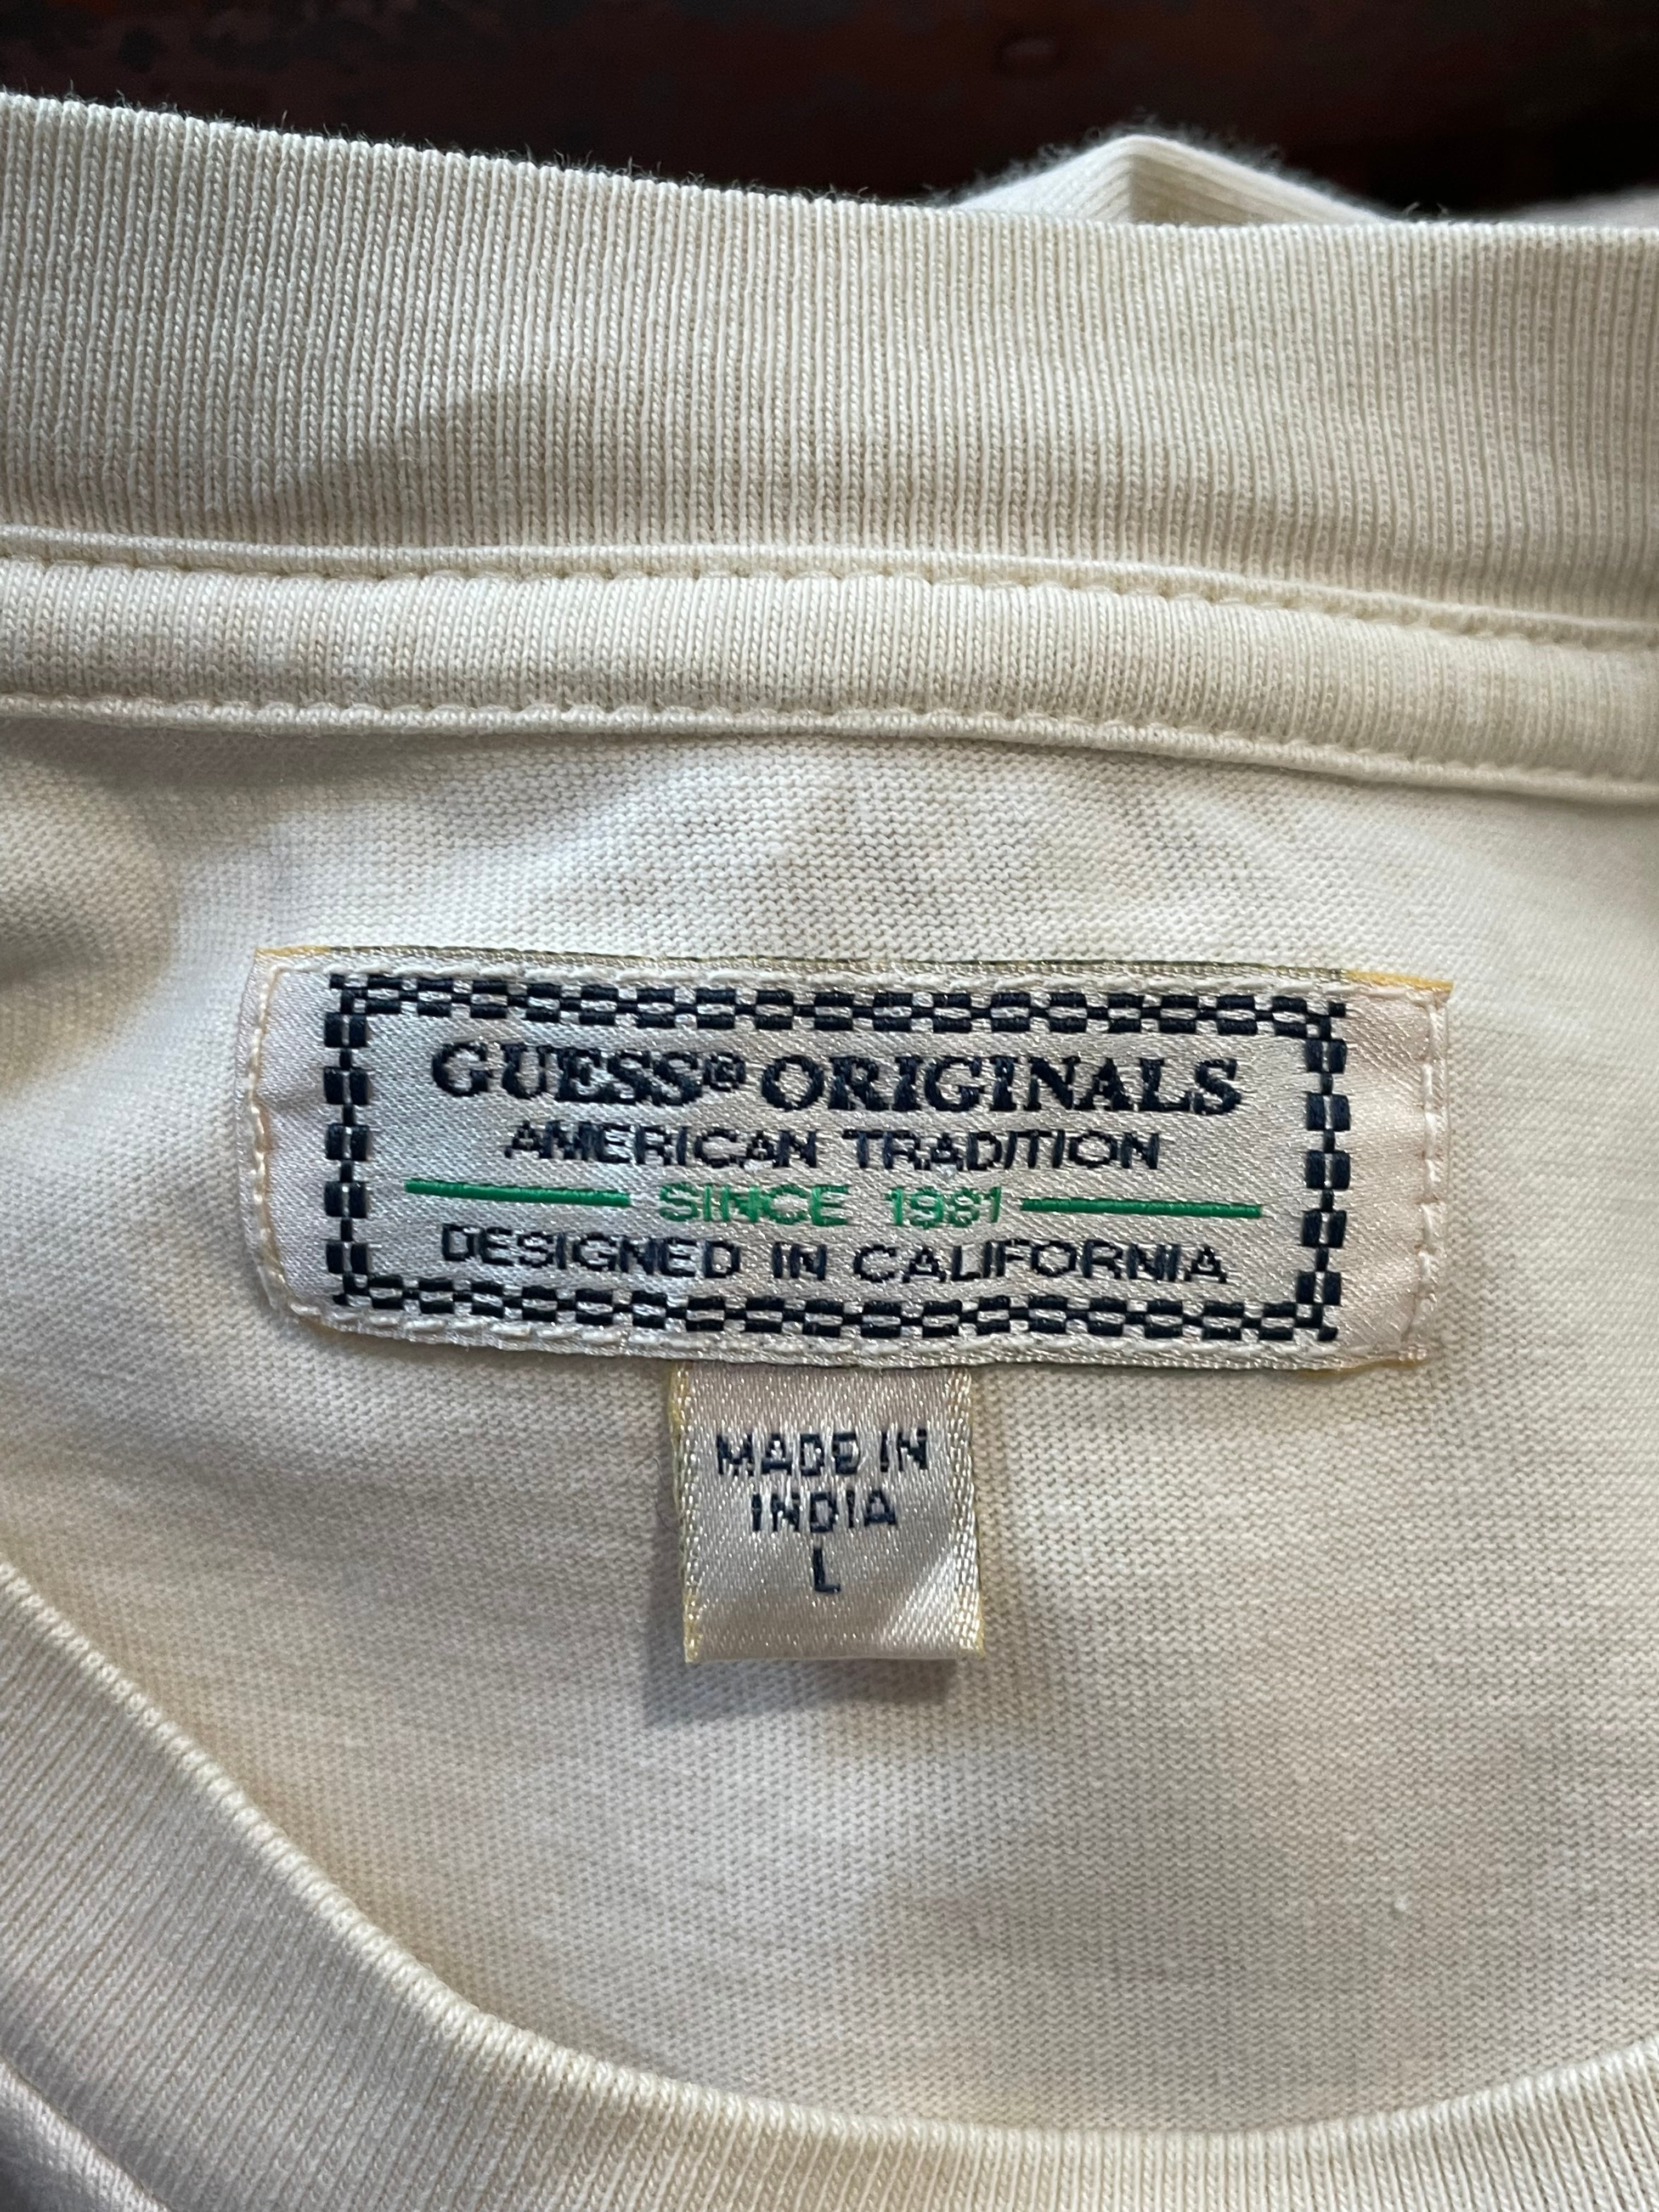 GUESS® ORIGINALS
AMERICAN TRADITION
SINCE 1981
DESIGNED IN CALIFORNIA
MADE IN
INDIA
L